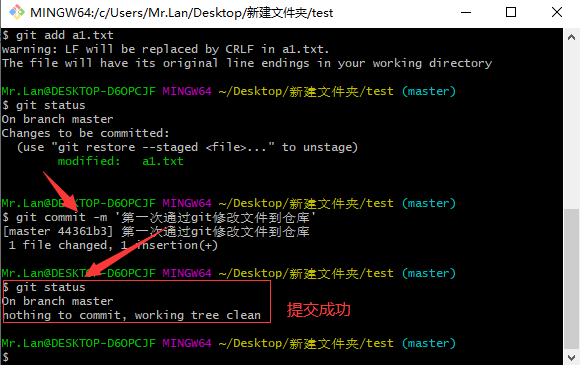 MINGW64:/c/Users/Mr.Lan/Desktop/新建文件夹/test
$ git add a1.txt
warning: LF will be replaced by CRLF in a1.txt.
The file will have its original line endings in your working directory
Mr.Lan@DESKTOP-D6OPCJF MINGW64 ~/Desktop/新建文件夹/test (master)
$ git status
On branch master
Changes to be committed:
(use "git restore --staged <file>..." to unstage)
modified: a1.txt
Mr.Lan@DESKTOP-D6OPCJF MINGW64 ~/Desktop/新建文件夹/test (master)
$ git commit -m '第一次通过git修改文件到仓库'
[master 44361b3] 第一次通过git修改文件到仓库
1 file changed, 1 insertion(+)
Mr.Lan@DESKTOP-D6OPCJF MINGW64 ~/Desktop/新建文件夹/test (master)
$ git status
On branch master
nothing to commit, working tree clean
提交成功
Mr.Lan@DESKTOP-D6OPCJF MINGW64 ~/Desktop/新建文件夹/test (master)
$